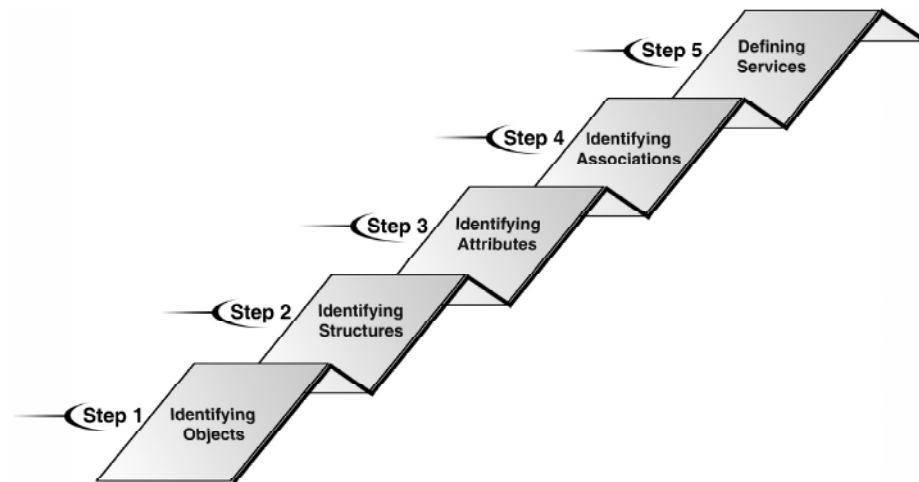 Step 5
Defining
Services
Step 4
Identifying
Associations
Step 3
Identifying
Attributes
Step 2
Identifying
Structures
Step 1
Identifying
Objects